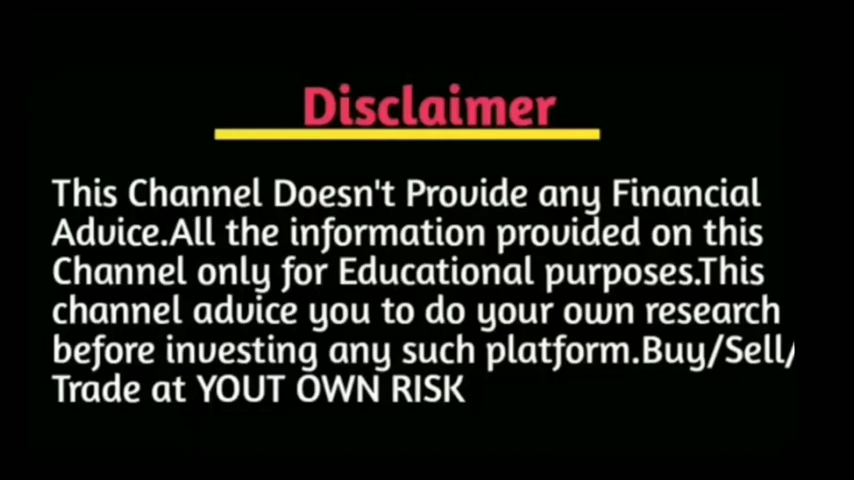 Disclaimer
This Channel Doesn't Provide any Financial
Advice.All the information provided on this
Channel only for Educational purposes.This
channel advice you to do your own research
before investing any such platform.Buy/Sell/
Trade at YOUT OWN RISK